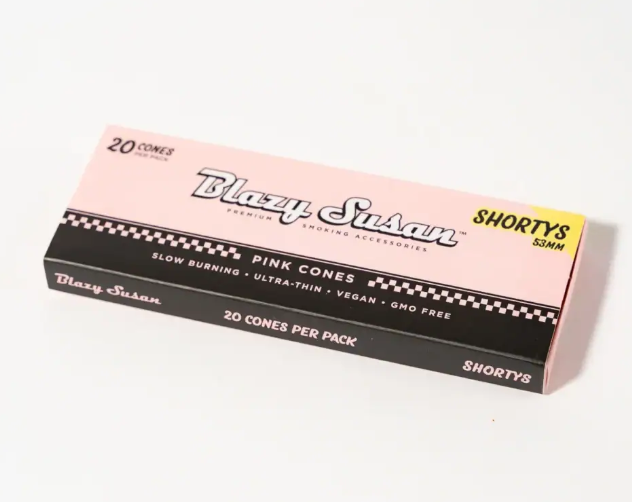 20 CONES
PER PACK
Blazy Susan™
PREMIUM SMOKING ACCESSORIES
SHORTYS
53MM
PINK CONES
SLOW BURNING • ULTRA-THIN • VEGAN • GMO FREE
Blazy Susan
20 CONES PER PACK
SHORTYS